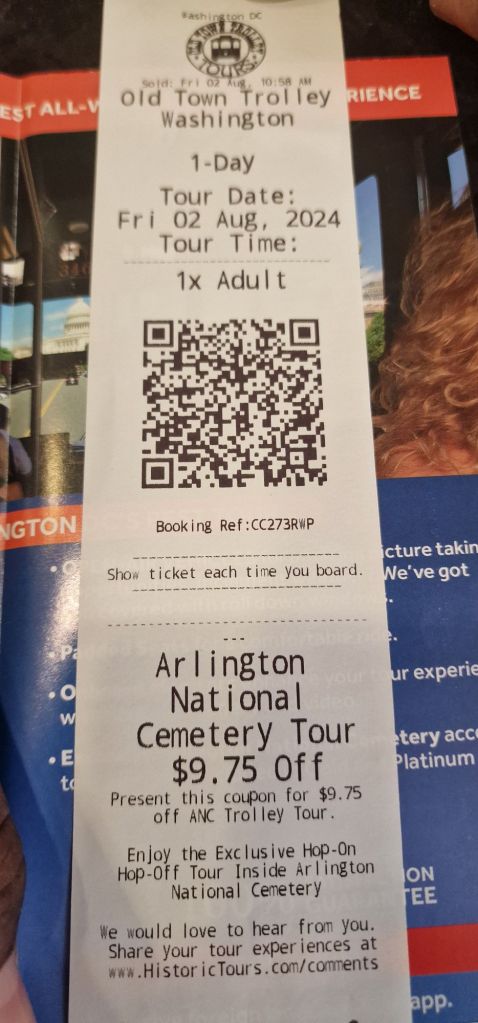 Washington DC
OLD TOWN TROLLEY
TOURS
Sold: Fri 02 Aug, 10:58 AM
Old Town Trolley
Washington
1-Day
Tour Date:
Fri 02 Aug, 2024
Tour Time:
1x Adult
Booking Ref:CC273RWP
Show ticket each time you board.
Arlington
National
Cemetery Tour
$9.75 Off
Present this coupon for $9.75
off ANC Trolley Tour.
Enjoy the Exclusive Hop-On
Hop-Off Tour Inside Arlington
National Cemetery
We would love to hear from you.
Share your tour experiences at
www.HistoricTours.com/comments
EST ALL-W
RIENCE
NGTON DC
icture takin
We've got
ur experie
etery acce
Platinum
ION
TEE
app.